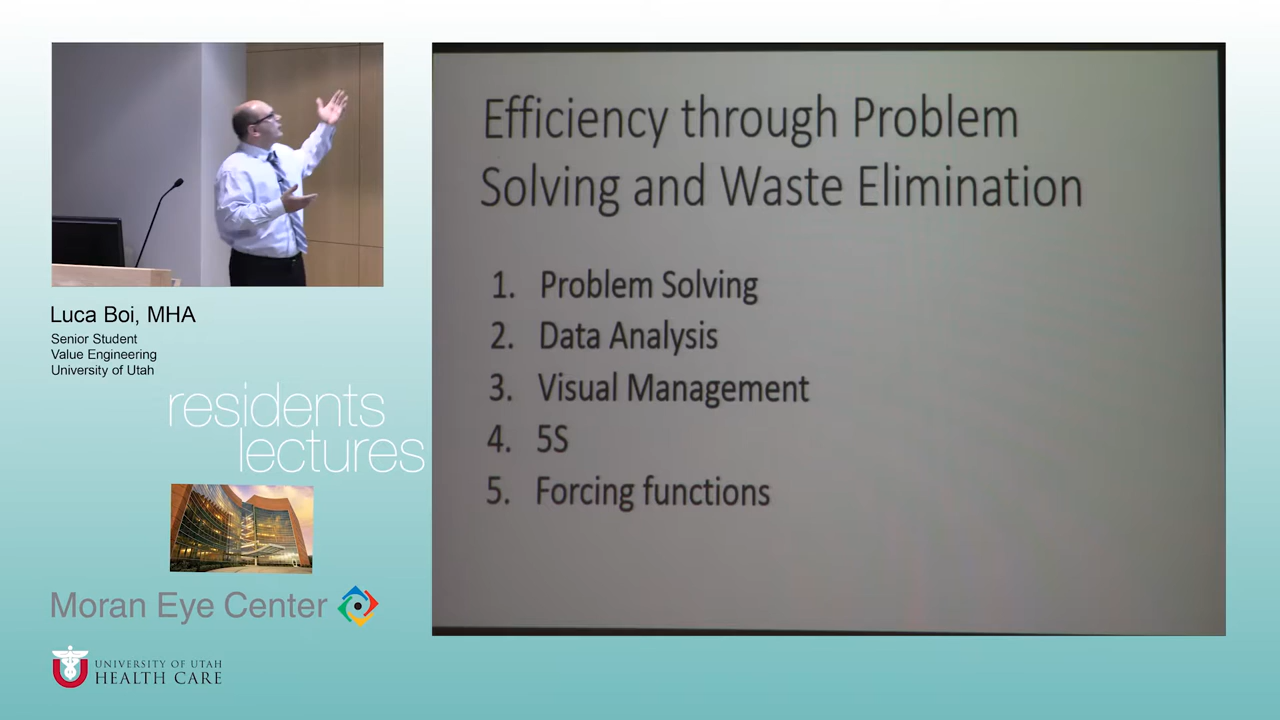 Luca Boi, MHA
Senior Student
Value Engineering
University of Utah
residents
lectures
Moran Eye Center
UNIVERSITY OF UTAH
HEALTH CARE
Efficiency through Problem
Solving and Waste Elimination
1. Problem Solving
2. Data Analysis
3. Visual Management
4. 5S
5. Forcing functions